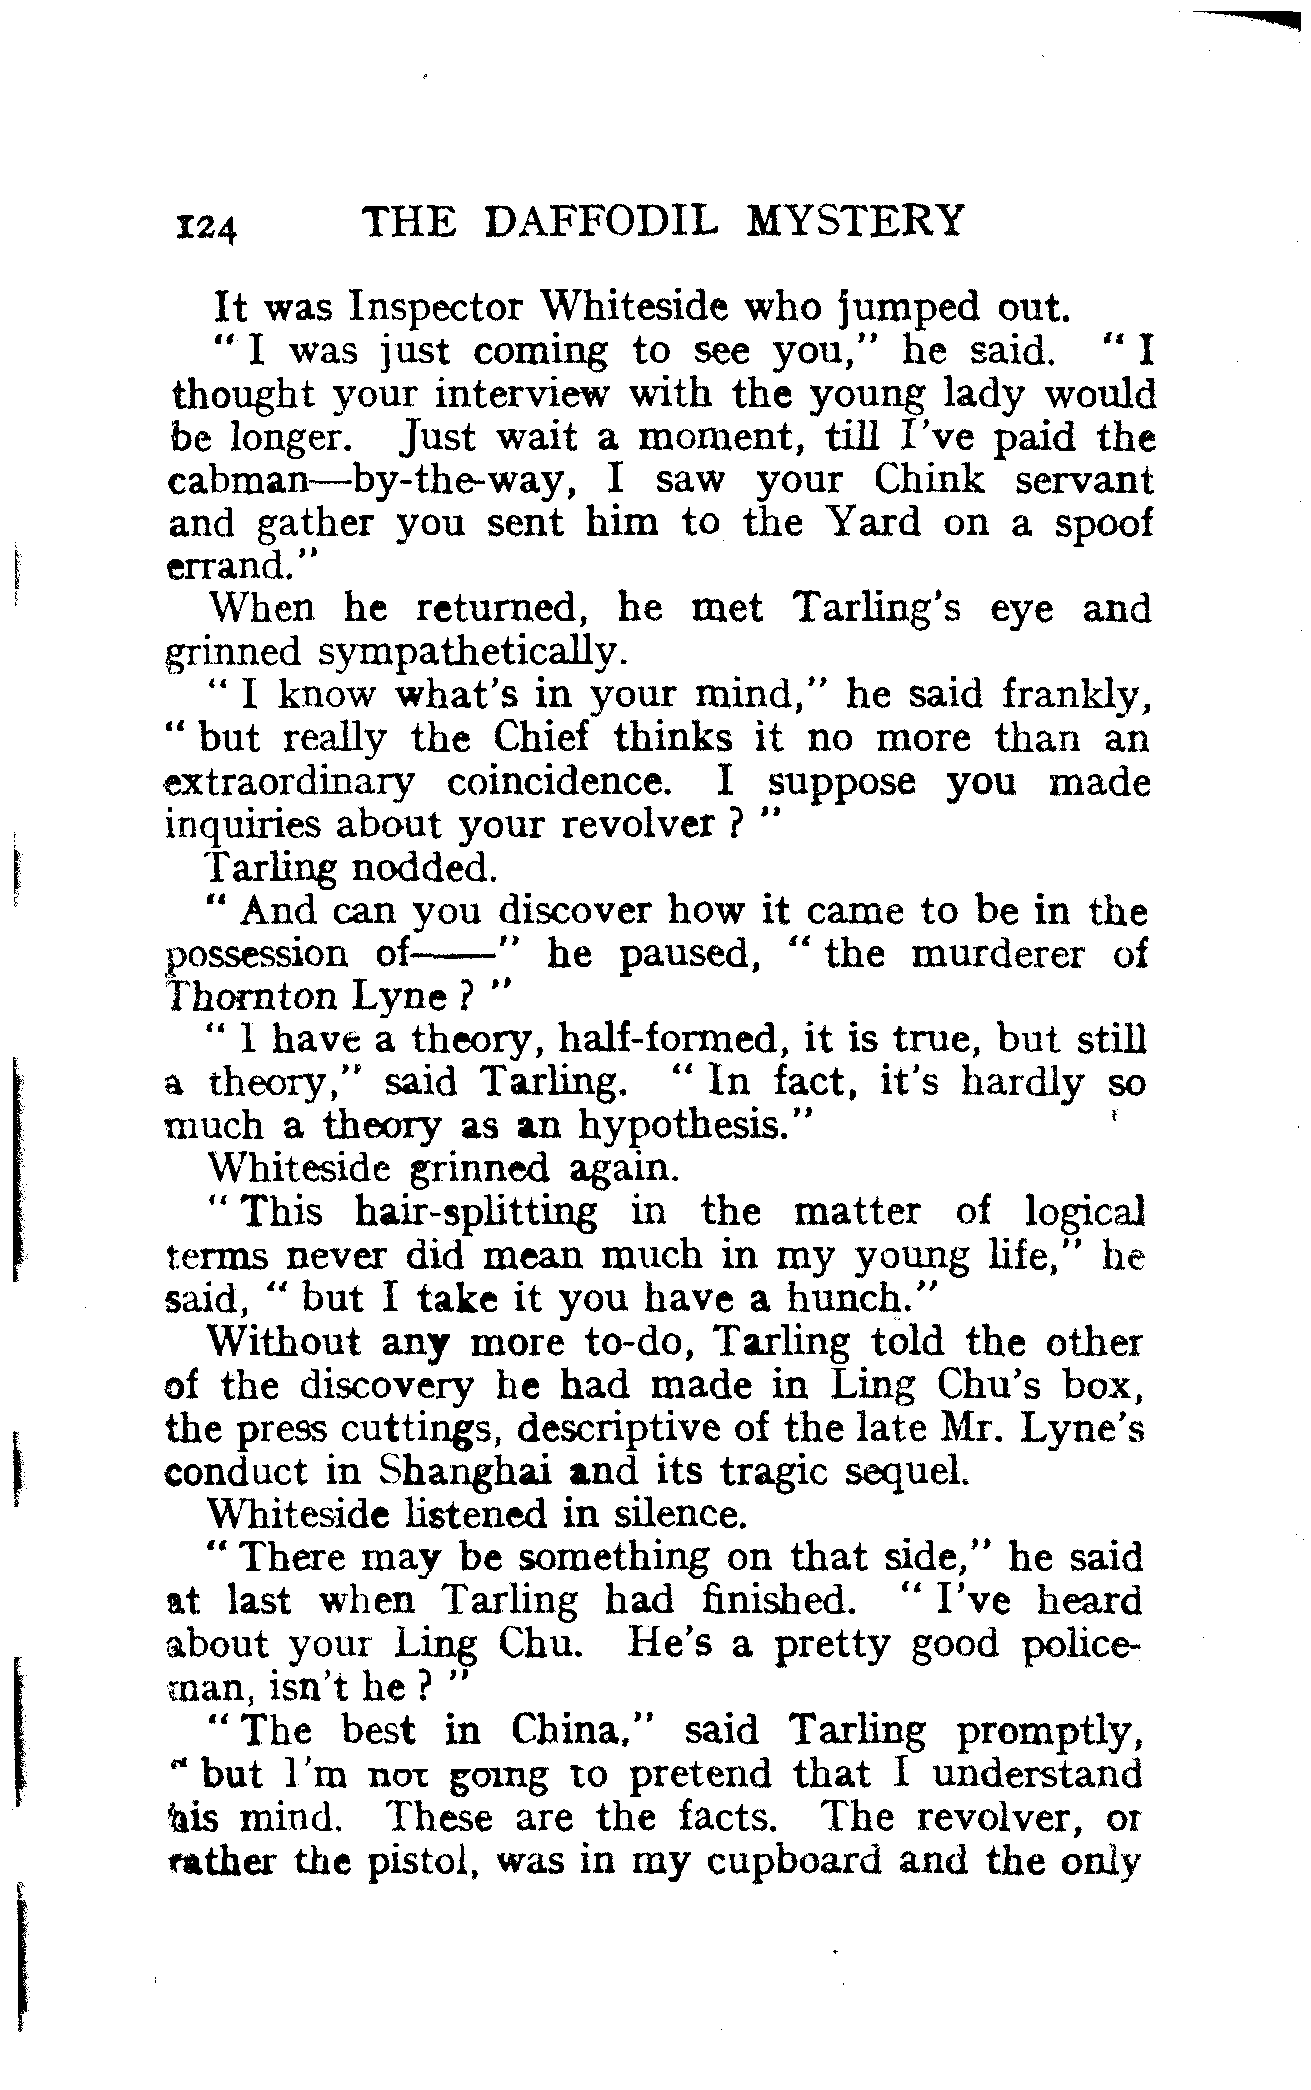 124 THE DAFFODIL MYSTERY
It was Inspector Whiteside who jumped out.
“ I was just coming to see you,” he said. “ I
thought your interview with the young lady would
be longer. Just wait a moment, till I’ve paid the
cabman—by-the-way, I saw your Chink servant
and gather you sent him to the Yard on a spoof
errand.”
When he returned, he met Tarling’s eye and
grinned sympathetically.
“ I know what’s in your mind,” he said frankly,
“ but really the Chief thinks it no more than an
extraordinary coincidence. I suppose you made
inquiries about your revolver ? ”
Tarling nodded.
“ And can you discover how it came to be in the
possession of——” he paused, “ the murderer of
Thornton Lyne ? ”
“ I have a theory, half-formed, it is true, but still
a theory,” said Tarling. “ In fact, it’s hardly so
much a theory as an hypothesis.”
Whiteside grinned again.
“ This hair-splitting in the matter of logical
terms never did mean much in my young life,” he
said, “ but I take it you have a hunch.”
Without any more to-do, Tarling told the other
of the discovery he had made in Ling Chu’s box,
the press cuttings, descriptive of the late Mr. Lyne’s
conduct in Shanghai and its tragic sequel.
Whiteside listened in silence.
“ There may be something on that side,” he said
at last when Tarling had finished. “ I’ve heard
about your Ling Chu. He’s a pretty good police-
man, isn’t he ? ”
“ The best in China,” said Tarling promptly,
“ but I’m not going to pretend that I understand
his mind. These are the facts. The revolver, or
rather the pistol, was in my cupboard and the only